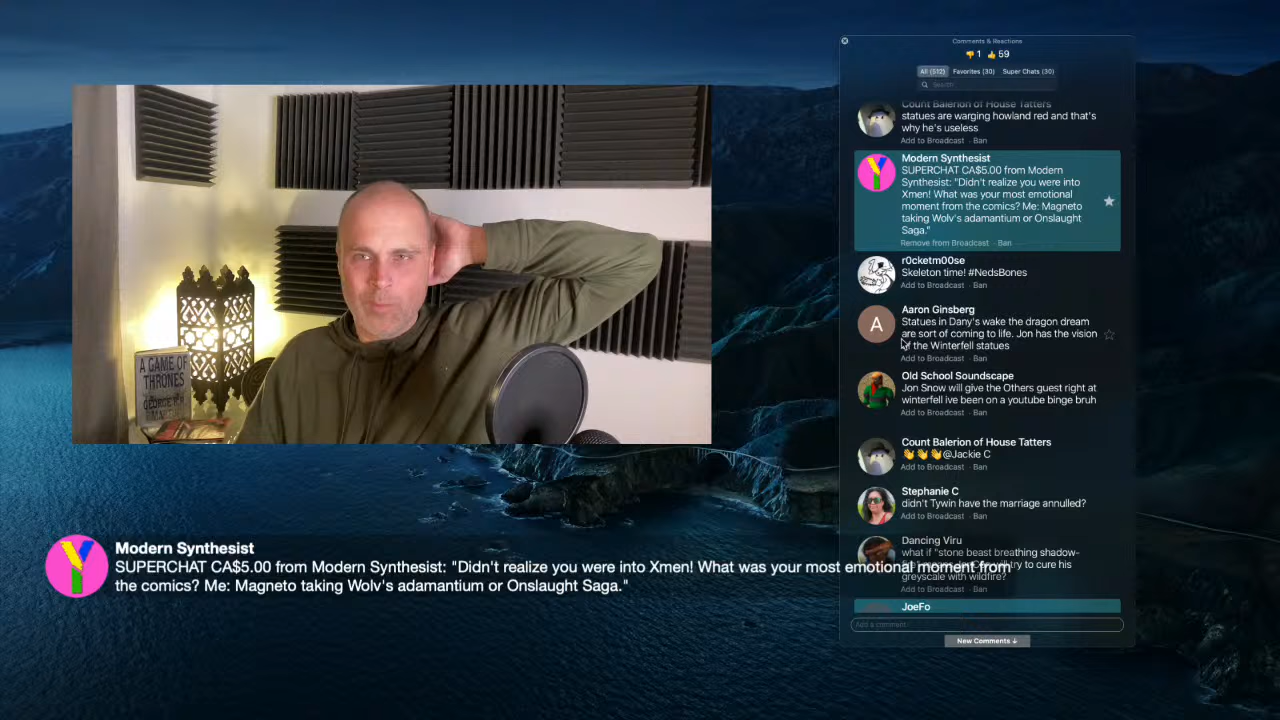 Comments & Reactions
👎 1 👍 59
All (512) Favorites (30) Super Chats (30)
Search
Count Balerion of House Tatters
statues are warging howland red and that's
why he's useless
Add to Broadcast · Ban
Modern Synthesist
SUPERCHAT CA$5.00 from Modern
Synthesist: "Didn't realize you were into
Xmen! What was your most emotional
moment from the comics? Me: Magneto
taking Wolv's adamantium or Onslaught
Saga."
Remove from Broadcast · Ban
r0cketm00se
Skeleton time! #NedsBones
Add to Broadcast · Ban
A
Aaron Ginsberg
Statues in Dany's wake the dragon dream
are sort of coming to life. Jon has the vision
of the Winterfell statues
Add to Broadcast · Ban
Old School Soundscape
Jon Snow will give the Others guest right at
winterfell ive been on a youtube binge bruh
Add to Broadcast · Ban
Count Balerion of House Tatters
👋👋👋@Jackie C
Add to Broadcast · Ban
Stephanie C
didn't Tywin have the marriage annulled?
Add to Broadcast · Ban
Dancing Viru
what if "stone beast breathing shadow-
try to cure his
greyscale with wildfire?
Add to Broadcast · Ban
JoeFo
Add a comment
New Comments ↓
A GAME OF
THRONES
GEORGE R R
Modern Synthesist
SUPERCHAT CA$5.00 from Modern Synthesist: "Didn't realize you were into Xmen! What was your most emotional moment from
the comics? Me: Magneto taking Wolv's adamantium or Onslaught Saga."